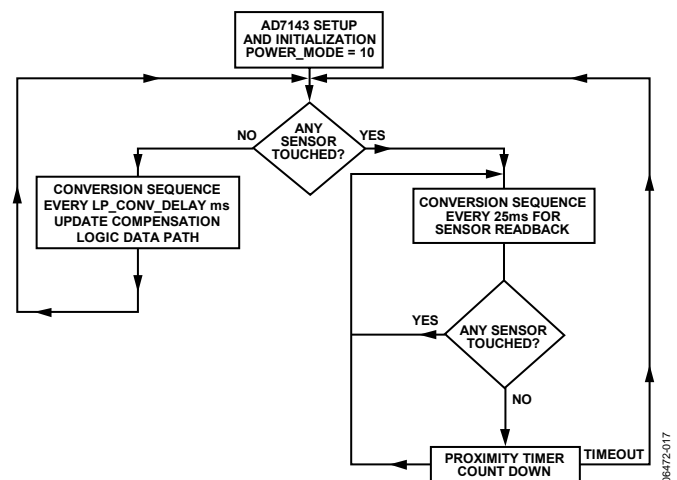 AD7143 SETUP
AND INITIALIZATION
POWER_MODE = 10
ANY
SENSOR
TOUCHED?
NO
YES
CONVERSION SEQUENCE
EVERY LP_CONV_DELAY ms
UPDATE COMPENSATION
LOGIC DATA PATH
CONVERSION SEQUENCE
EVERY 25ms FOR
SENSOR READBACK
YES
ANY SENSOR
TOUCHED?
NO
PROXIMITY TIMER
COUNT DOWN
TIMEOUT
06472-017